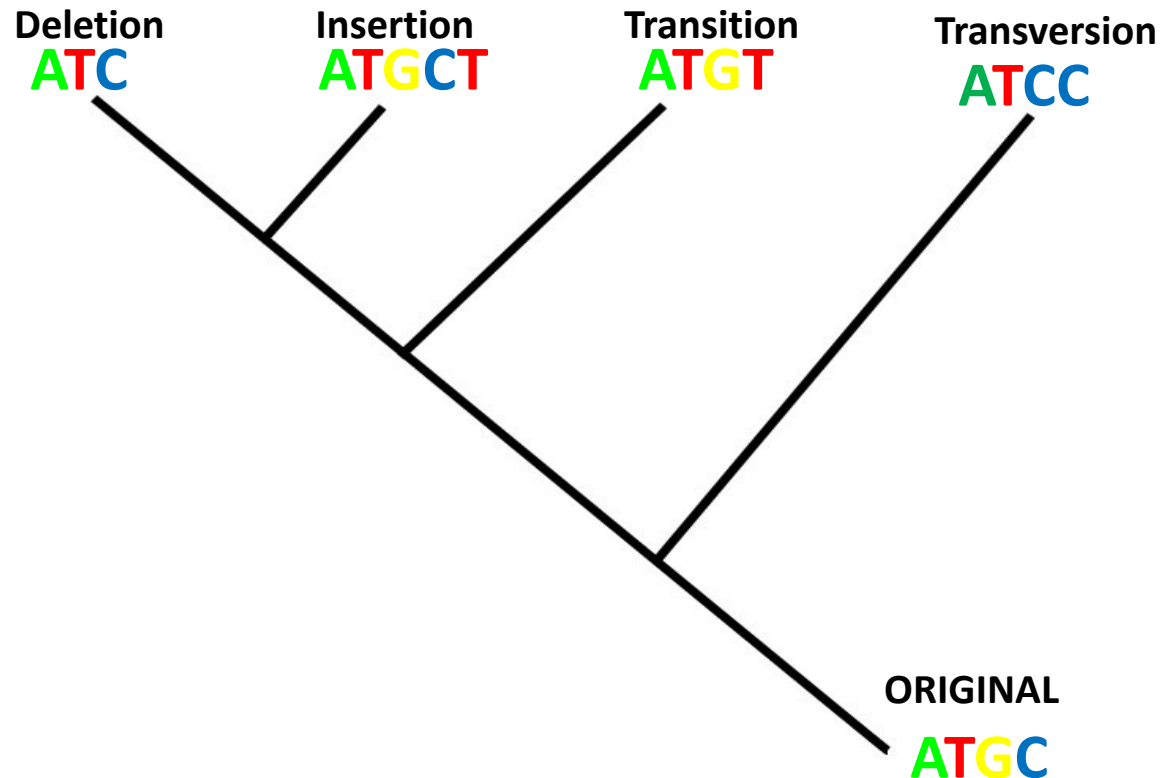 Deletion
ATC
Insertion
ATGCT
Transition
ATGT
Transversion
ATCC
ORIGINAL
ATGC